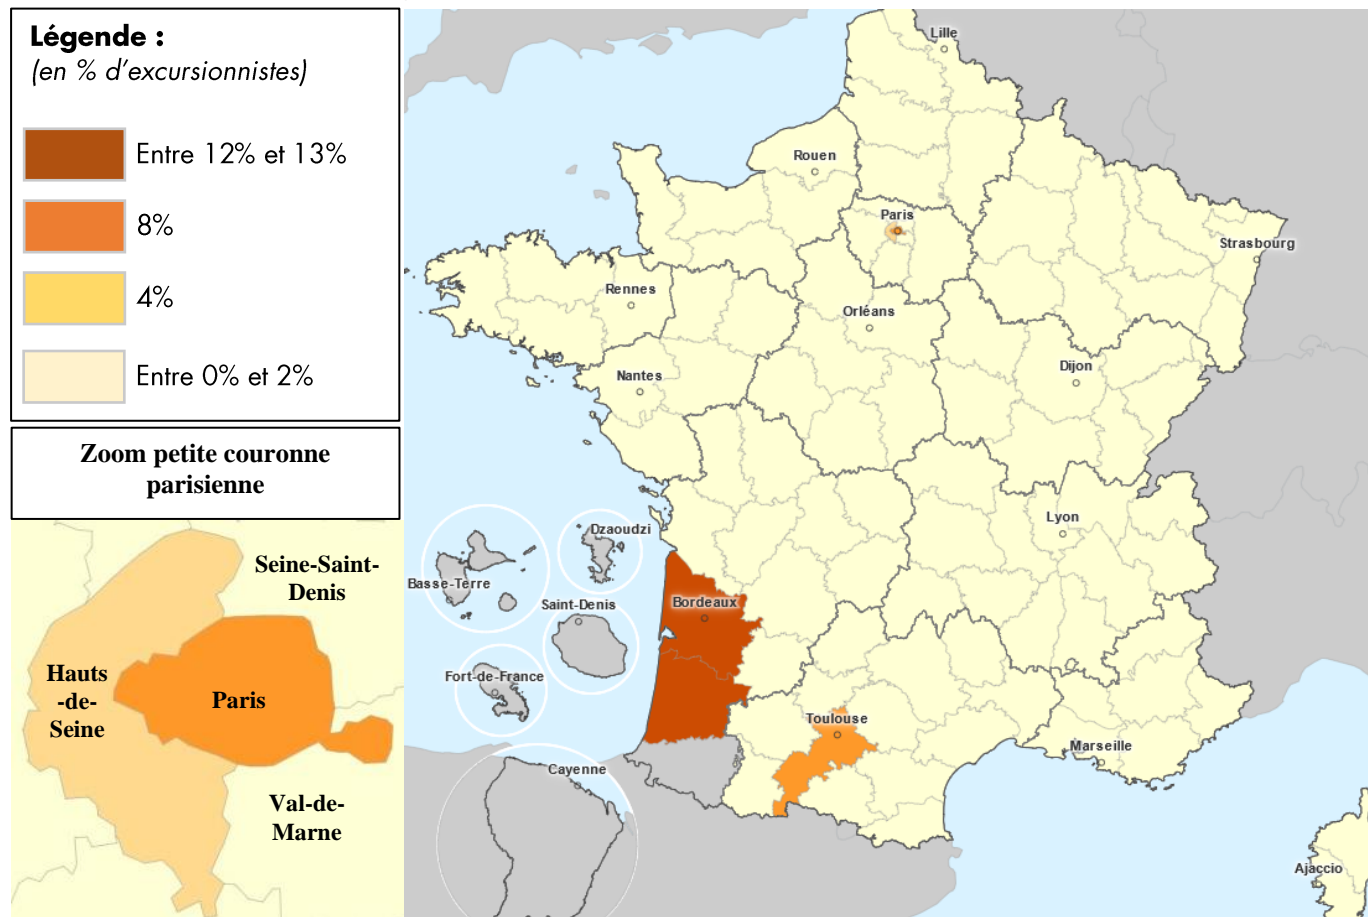 Légende :
(en % d'excursionnistes)
Entre 12% et 13%
8%
4%
Entre 0% et 2%
Zoom petite couronne
parisienne
Seine-Saint-
Denis
Hauts
-de-
Seine
Paris
Val-de-
Marne
Lille
Rouen
Paris
Strasbourg
Rennes
Orléans
Nantes
Dijon
Lyon
Dzaoudzi
Basse-Terre
Saint-Denis
Bordeaux
Fort-de-France
Toulouse
Marseille
Cayenne
Ajaccio